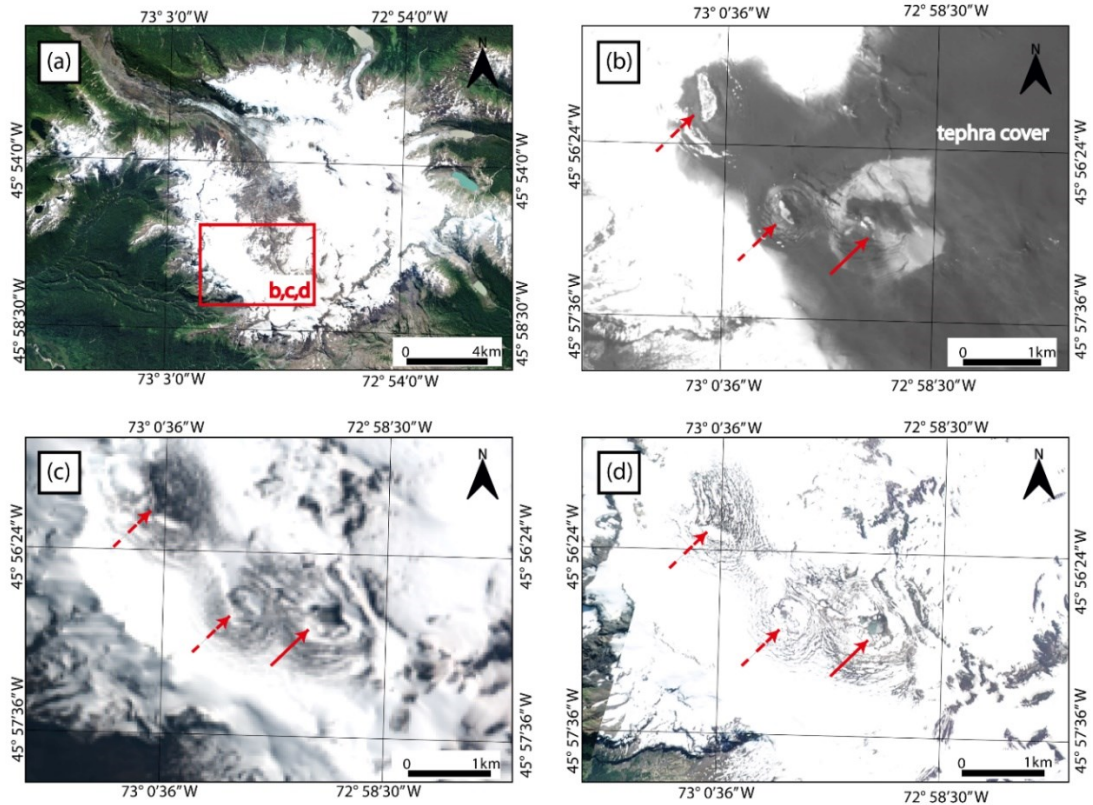 73° 3′0″W 72° 54′0″W
(a)
N
45° 54′0″W
45° 54′0″W
b,c,d
45° 58′30″W
45° 58′30″W
0 4km
73° 3′0″W 72° 54′0″W
73° 0′36″W 72° 58′30″W
(b)
N
45° 56′24″W
tephra cover
45° 56′24″W
45° 57′36″W
45° 57′36″W
0 1km
73° 0′36″W 72° 58′30″W
73° 0′36″W 72° 58′30″W
(c)
N
45° 56′24″W
45° 56′24″W
45° 57′36″W
45° 57′36″W
0 1km
73° 0′36″W 72° 58′30″W
73° 0′36″W 72° 58′30″W
(d)
N
45° 56′24″W
45° 56′24″W
45° 57′36″W
45° 57′36″W
0 1km
73° 0′36″W 72° 58′30″W